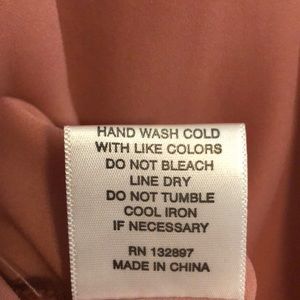 HAND WASH COLD
WITH LIKE COLORS
DO NOT BLEACH
LINE DRY
DO NOT TUMBLE
COOL IRON
IF NECESSARY
RN 132897
MADE IN CHINA